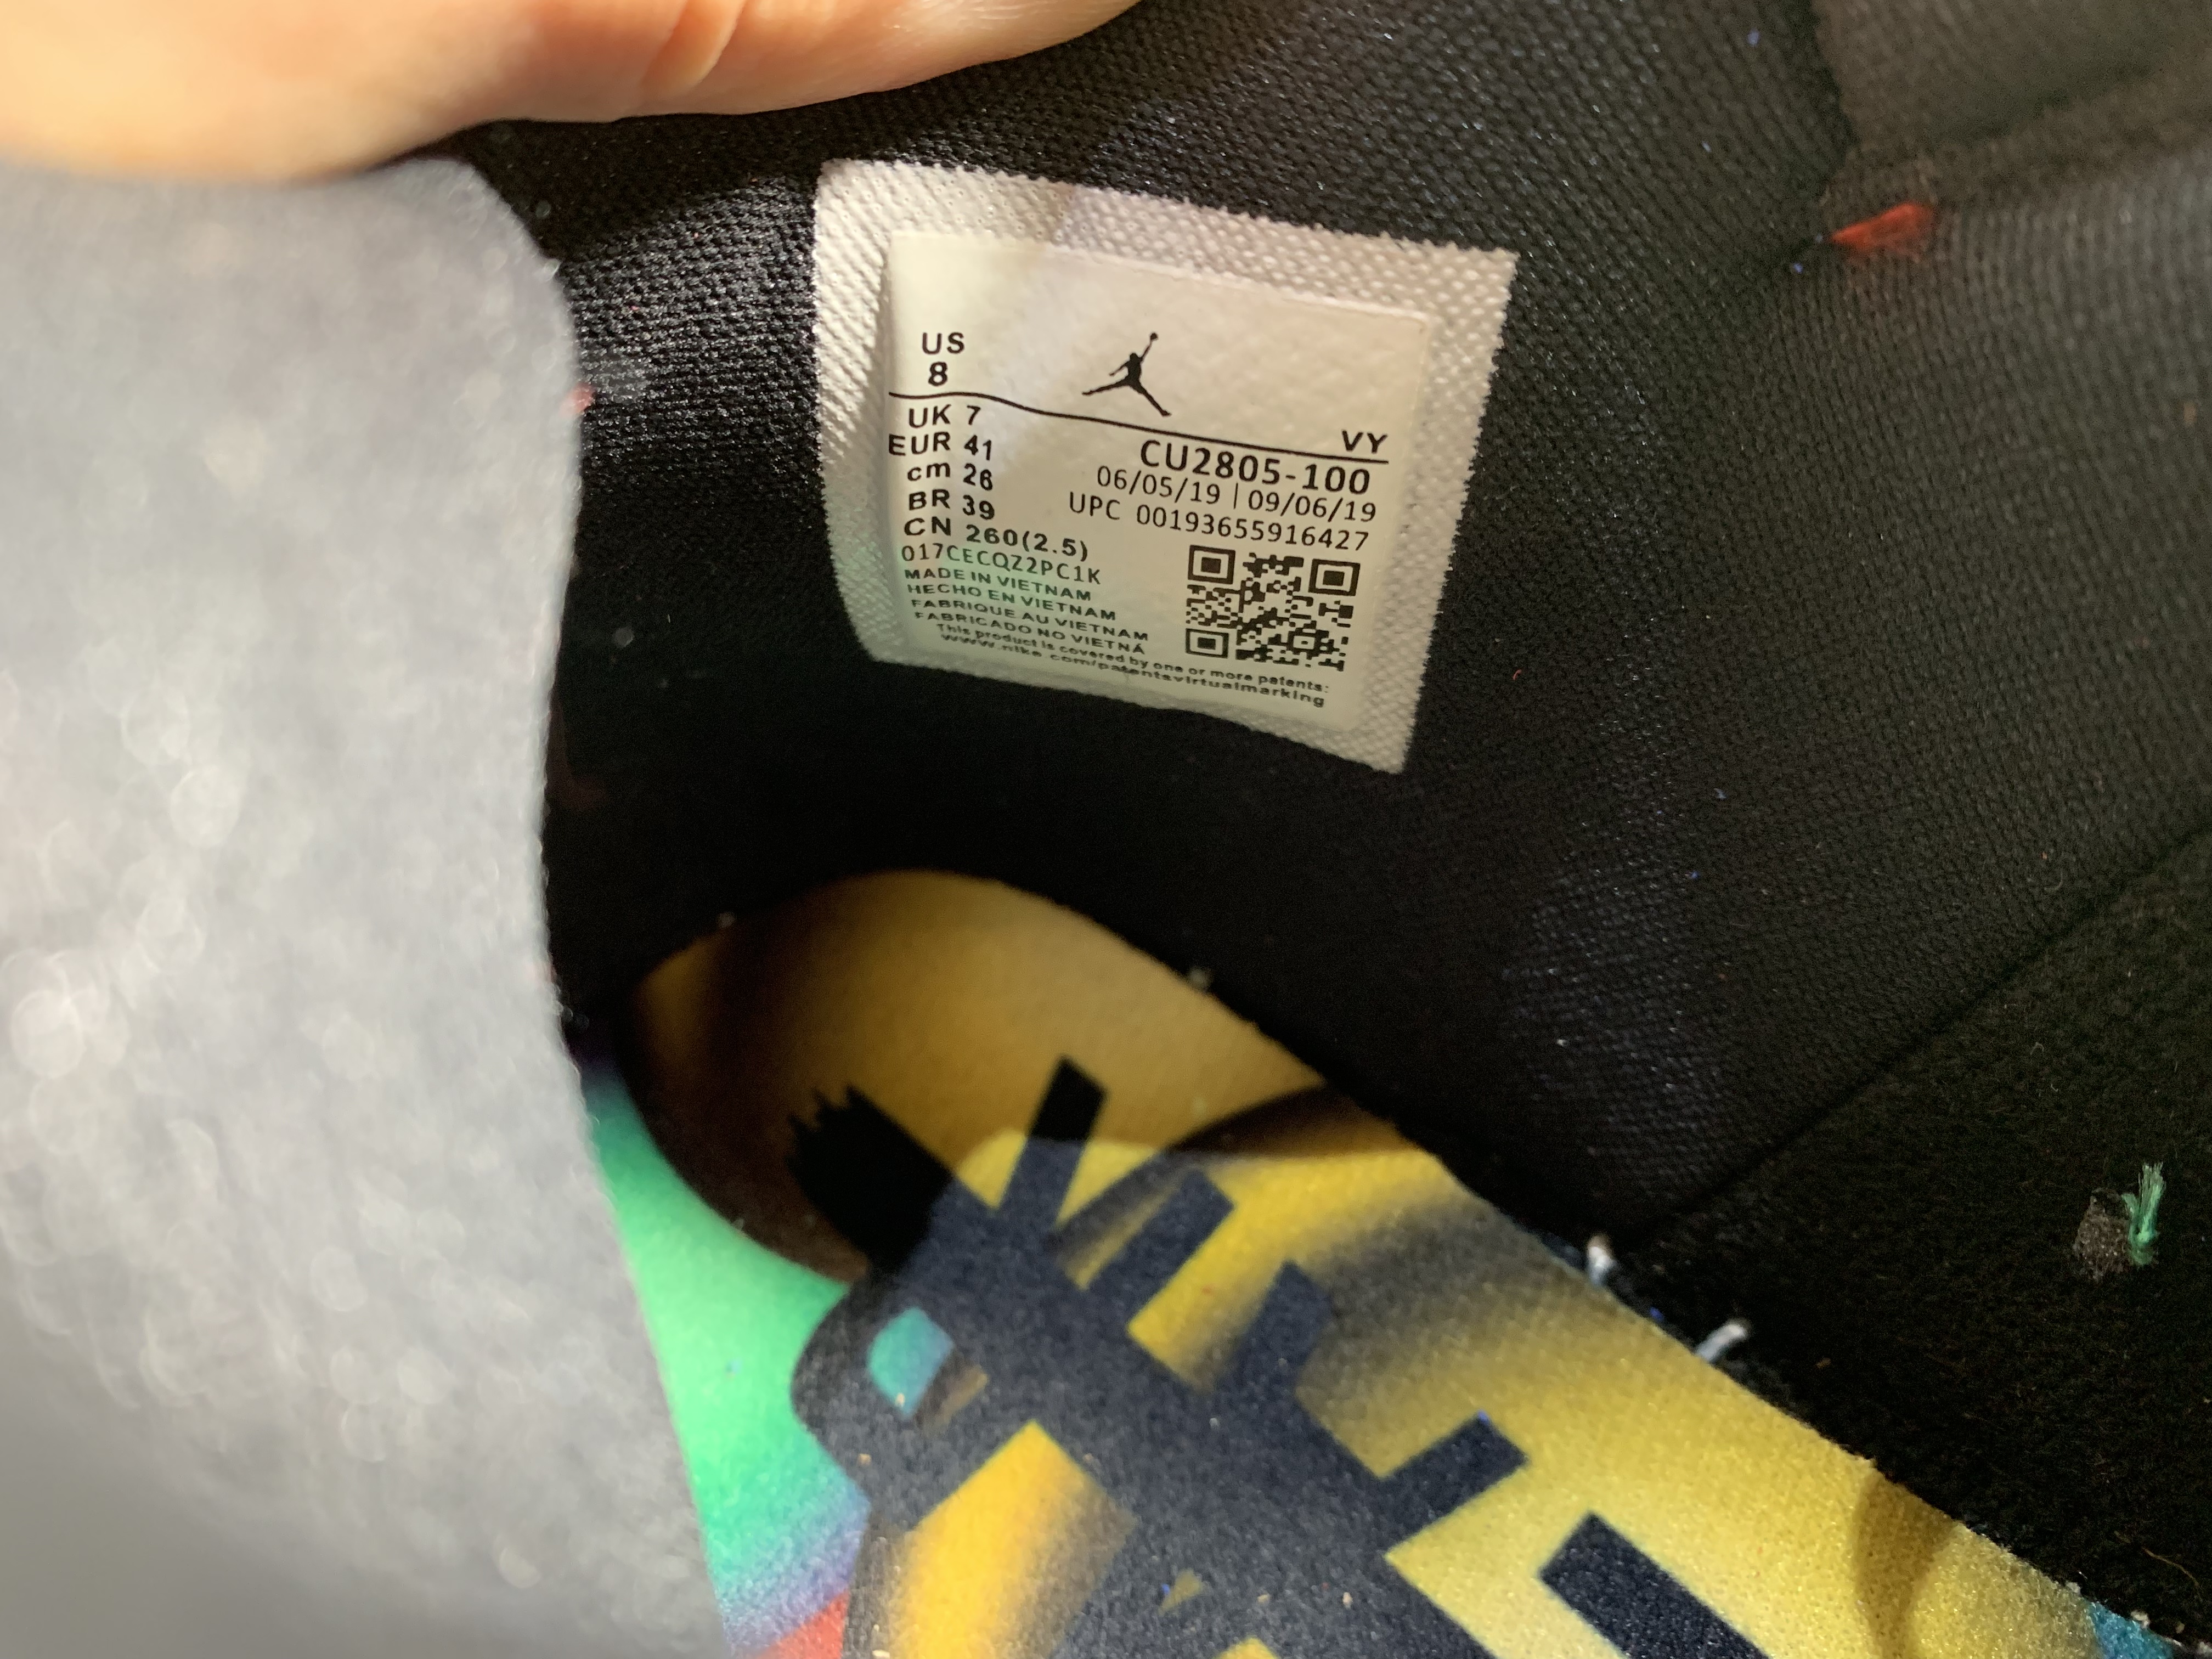 US
8
UK 7
EUR 41
cm 26
BR 39
CN 260(2.5)
VY
CU2805-100
06/05/19 | 09/06/19
UPC 00193655916427
017CECQZ2PC1K
MADE IN VIETNAM
HECHO EN VIETNAM
FABRIQUE AU VIETNAM
FABRICADO NO VIETNÃ
This product is covered by one or more patents:
www.nike.com/patentsvirtualmarking